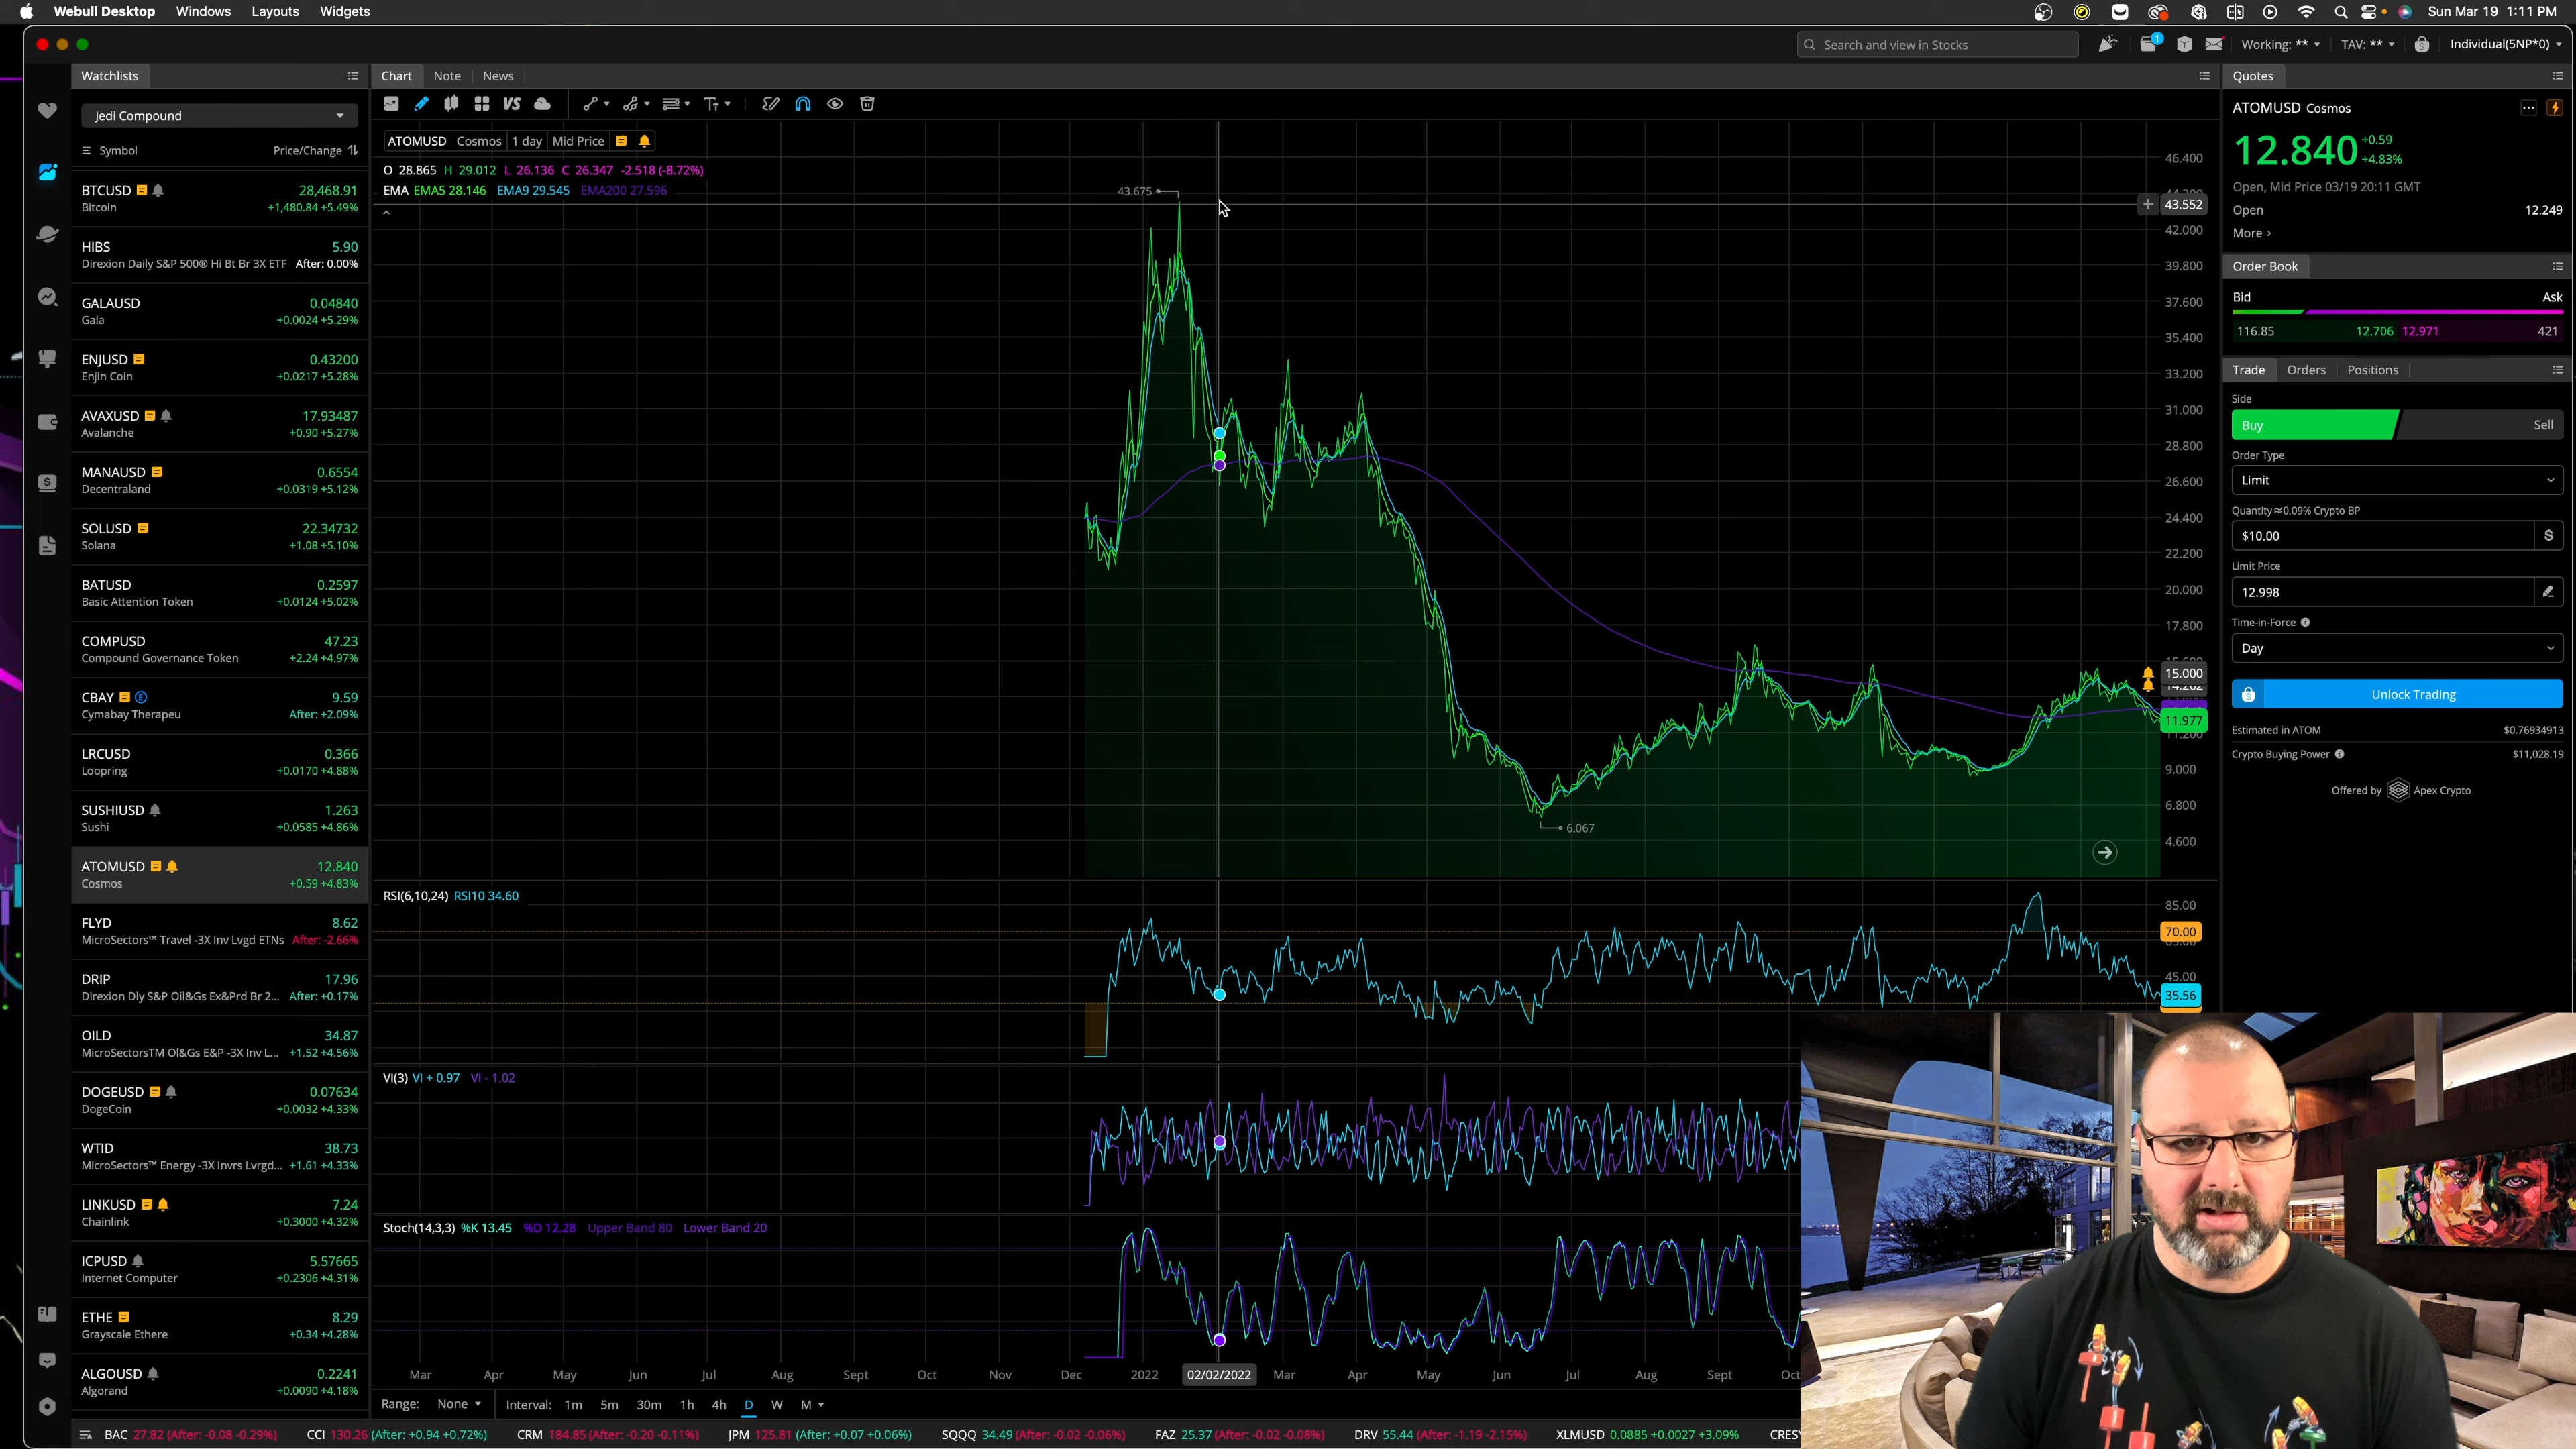 Webull Desktop Windows Layouts Widgets Sun Mar 19 1:11 PM
Search and view in Stocks 1 Working: ** TAV: ** Individual(5NP*0)
Watchlists
Jedi Compound
Symbol Price/Change
BTCUSD 28,468.91
Bitcoin +1,480.84 +5.49%
HIBS 5.90
Direxion Daily S&P 500® Hi Bt Br 3X ETF After: 0.00%
GALAUSD 0.04840
Gala +0.0024 +5.29%
ENJUSD 0.43200
Enjin Coin +0.0217 +5.28%
AVAXUSD 17.93487
Avalanche +0.90 +5.27%
MANAUSD 0.6554
Decentraland +0.0319 +5.12%
SOLUSD 22.34732
Solana +1.08 +5.10%
BATUSD 0.2597
Basic Attention Token +0.0124 +5.02%
COMPUSD 47.23
Compound Governance Token +2.24 +4.97%
CBAY E 9.59
Cymabay Therapeu After: +2.09%
LRCUSD 0.366
Loopring +0.0170 +4.88%
SUSHIUSD 1.263
Sushi +0.0585 +4.86%
ATOMUSD 12.840
Cosmos +0.59 +4.83%
FLYD 8.62
MicroSectors™ Travel -3X Inv Lvgd ETNs After: -2.66%
DRIP 17.96
Direxion Dly S&P Oil&Gs Ex&Prd Br 2... After: +0.17%
OILD 34.87
MicroSectorsTM Ol&Gs E&P -3X Inv L... +1.52 +4.56%
DOGEUSD 0.07634
DogeCoin +0.0032 +4.33%
WTID 38.73
MicroSectors™ Energy -3X Invrs Lvrgd... +1.61 +4.33%
LINKUSD 7.24
Chainlink +0.3000 +4.32%
ICPUSD 5.57665
Internet Computer +0.2306 +4.31%
ETHE 8.29
Grayscale Ethere +0.34 +4.28%
ALGOUSD 0.2241
Algorand +0.0090 +4.18%
Chart Note News
VS
ATOMUSD Cosmos 1 day Mid Price
O 28.865 H 29.012 L 26.136 C 26.347 -2.518 (-8.72%)
EMA EMA5 28.146 EMA9 29.545 EMA200 27.596
43.675
6.067
46.400
43.552
42.000
39.800
37.600
35.400
33.200
31.000
28.800
26.600
24.400
22.200
20.000
17.800
15.000
11.977
9.000
6.800
4.600
RSI(6,10,24) RSI10 34.60
85.00
70.00
45.00
35.56
VI(3) VI + 0.97 VI - 1.02
Stoch(14,3,3) %K 13.45 %D 12.28 Upper Band 80 Lower Band 20
Mar Apr May Jun Jul Aug Sept Oct Nov Dec 2022 02/02/2022 Mar Apr May Jun Jul Aug Sept Oct
Range: None Interval: 1m 5m 30m 1h 4h D W M
Quotes
ATOMUSD Cosmos
12.840 +0.59
+4.83%
Open, Mid Price 03/19 20:11 GMT
Open 12.249
More
Order Book
Bid Ask
116.85 12.706 12.971 421
Trade Orders Positions
Side
Buy Sell
Order Type
Limit
Quantity ≈0.09% Crypto BP
$10.00 $
Limit Price
12.998
Time-in-Force
Day
Unlock Trading
Estimated in ATOM $0.76934913
Crypto Buying Power $11,028.19
Offered by Apex Crypto
BAC 27.82 (After: -0.08 -0.29%) CCI 130.26 (After: +0.94 +0.72%) CRM 184.85 (After: -0.20 -0.11%) JPM 125.81 (After: +0.07 +0.06%) SQQQ 34.49 (After: -0.02 -0.06%) FAZ 25.37 (After: -0.02 -0.08%) DRV 55.44 (After: -1.19 -2.15%) XLMUSD 0.0885 +0.0027 +3.09% CRES